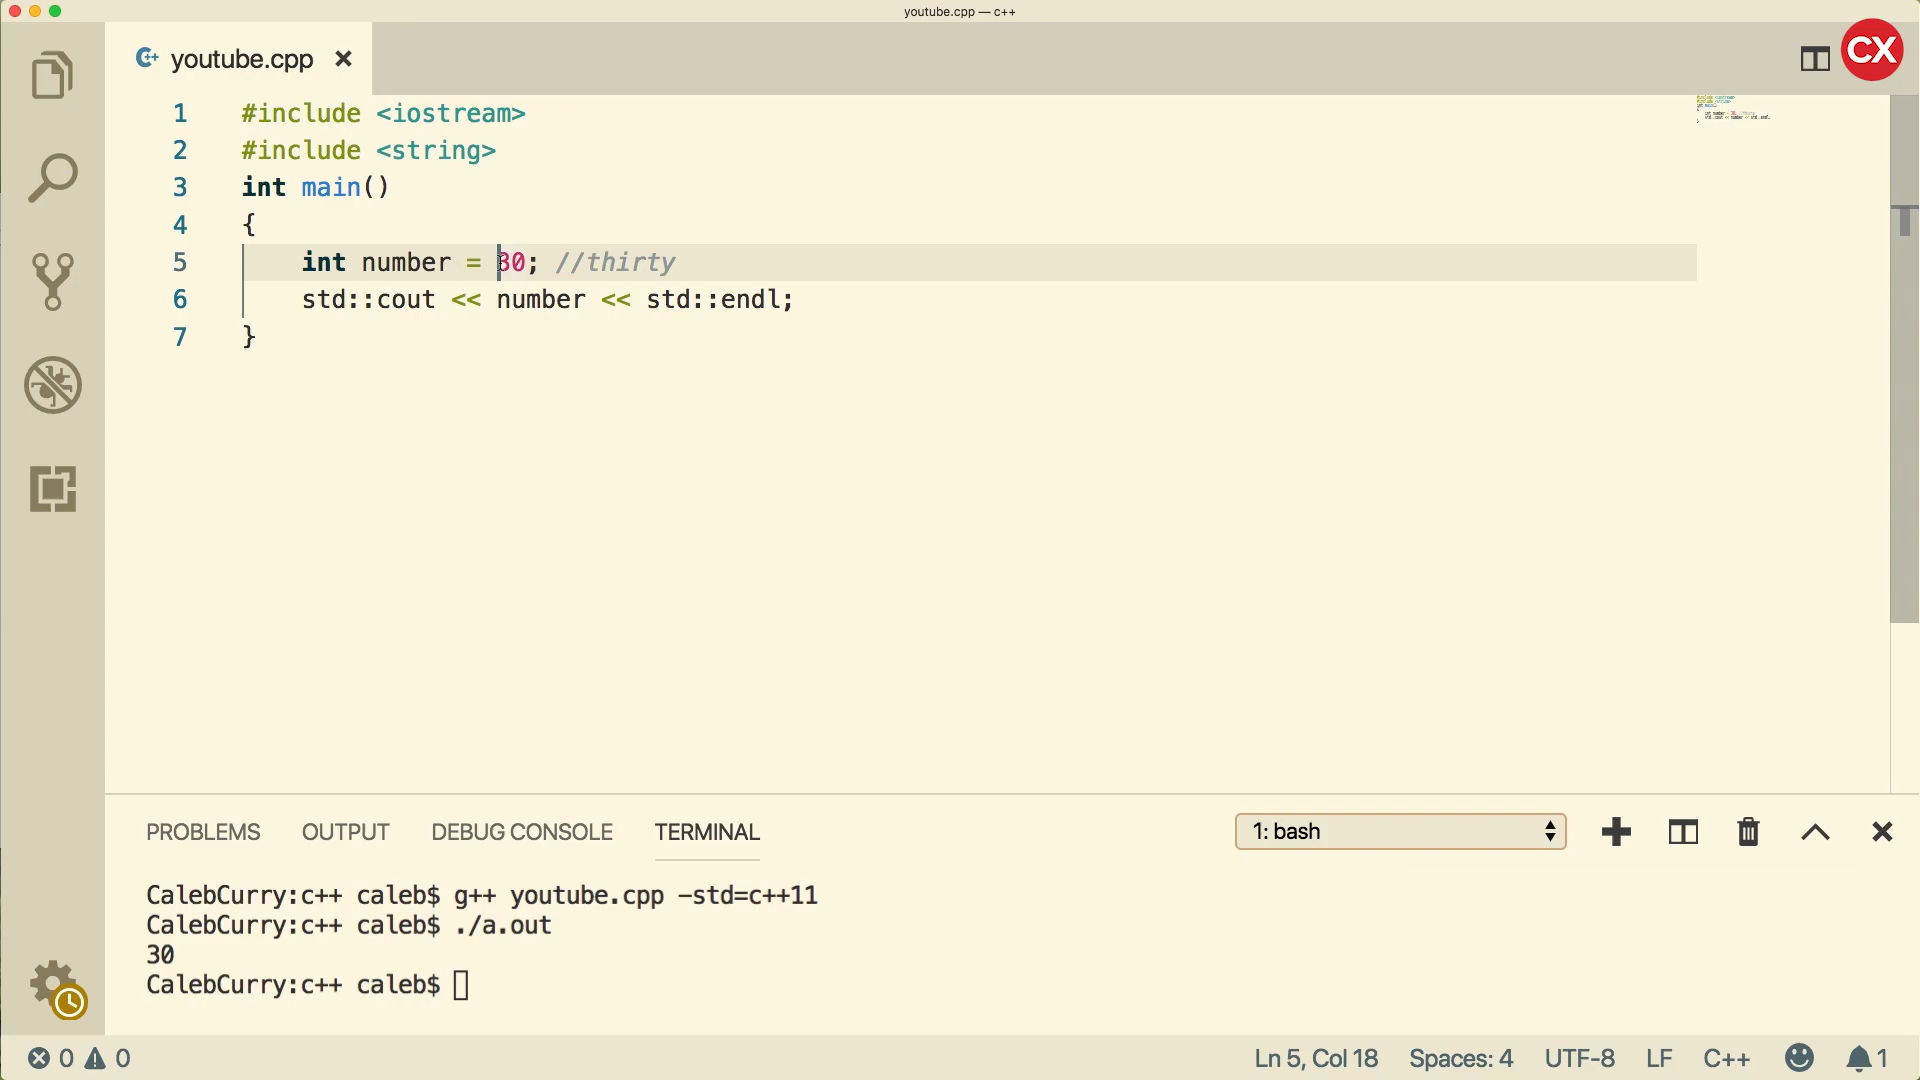 youtube.cpp — c++
youtube.cpp
CX
1 #include <iostream>
2 #include <string>
3 int main()
4 {
5 int number = 30; //thirty
6 std::cout << number << std::endl;
7 }
PROBLEMS OUTPUT DEBUG CONSOLE TERMINAL 1: bash
CalebCurry:c++ caleb$ g++ youtube.cpp -std=c++11
CalebCurry:c++ caleb$ ./a.out
30
CalebCurry:c++ caleb$
0 0 Ln 5, Col 18 Spaces: 4 UTF-8 LF C++ 1